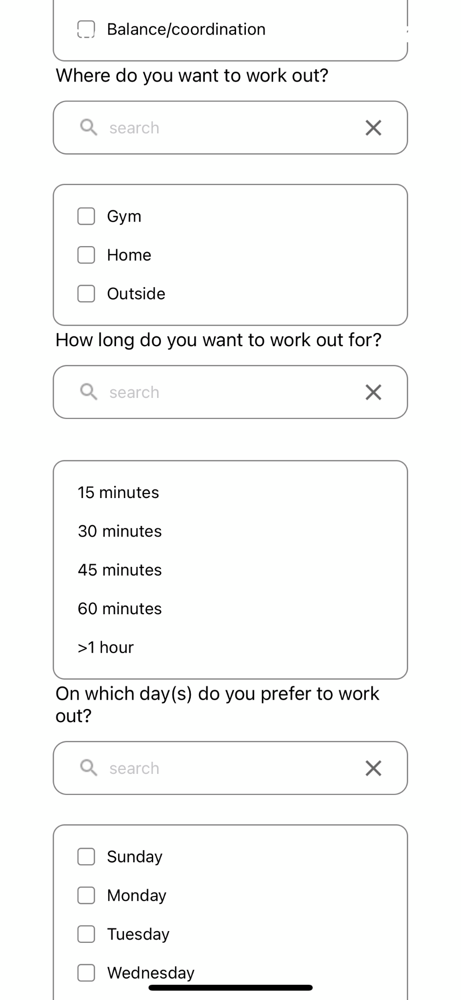 Balance/coordination
Where do you want to work out?
search
Gym
Home
Outside
How long do you want to work out for?
search
15 minutes
30 minutes
45 minutes
60 minutes
>1 hour
On which day(s) do you prefer to work
out?
search
Sunday
Monday
Tuesday
Wednesday